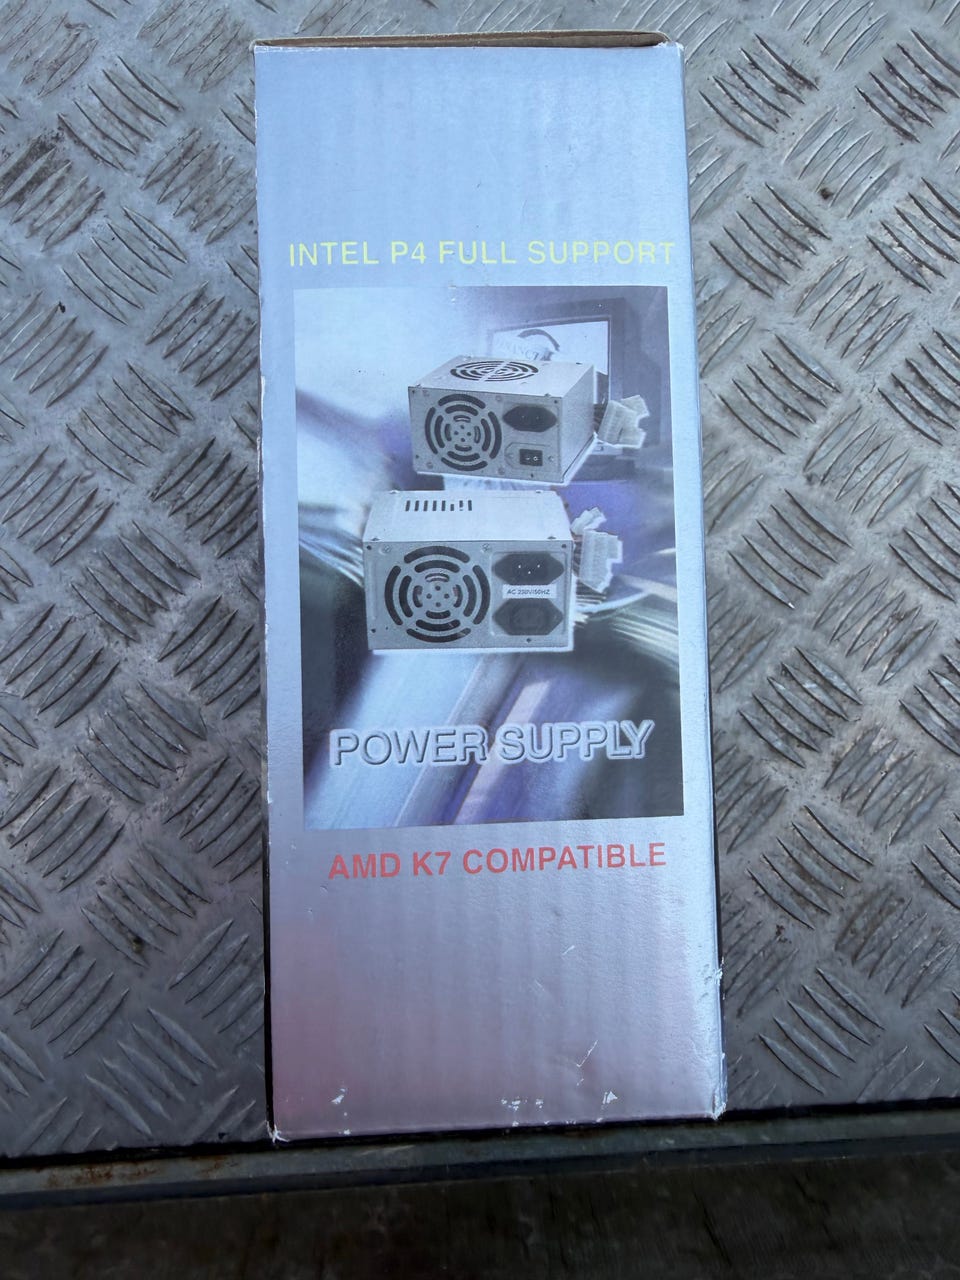 INTEL P4 FULL SUPPORT
AC 230V/50HZ
POWER SUPPLY
AMD K7 COMPATIBLE